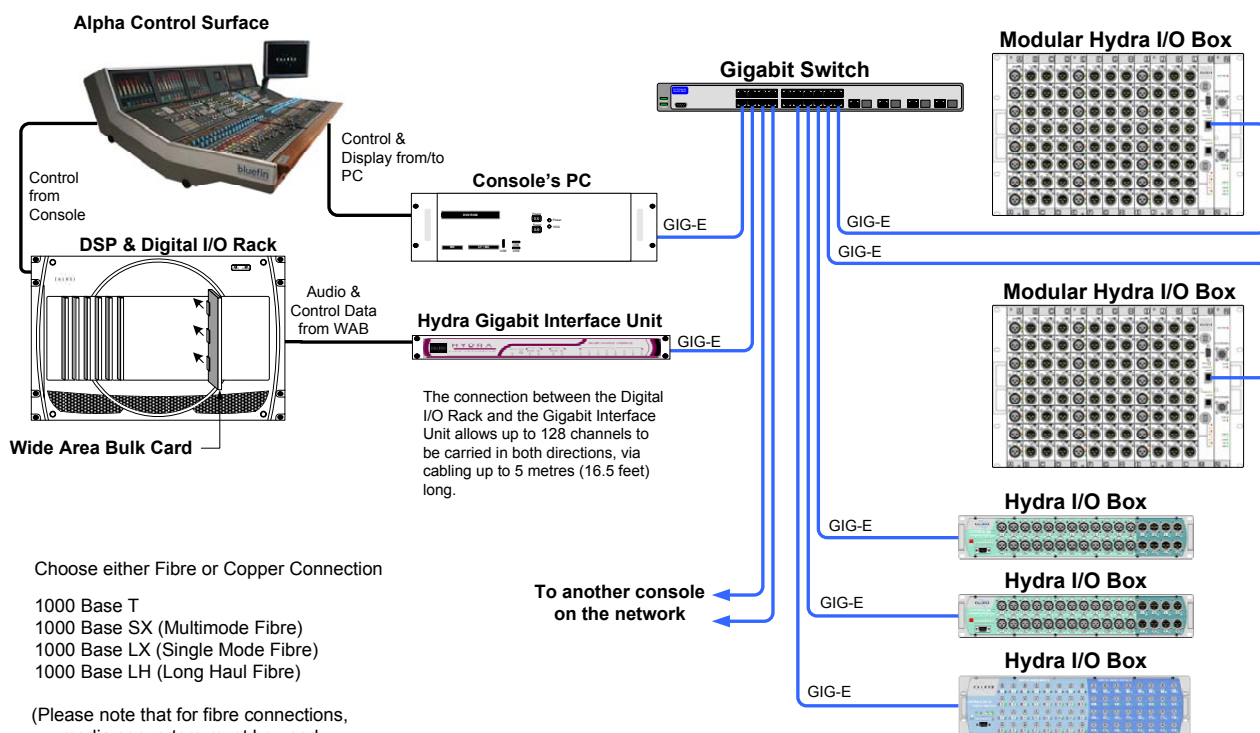 Alpha Control Surface
Modular Hydra I/O Box
Gigabit Switch
bluefin
Control &
Display from/to
PC
Control
from
Console
Console's PC
GIG-E
GIG-E
GIG-E
DSP & Digital I/O Rack
Audio &
Control Data
from WAB
Hydra Gigabit Interface Unit
HYDRA
GIG-E
Modular Hydra I/O Box
The connection between the Digital
I/O Rack and the Gigabit Interface
Unit allows up to 128 channels to
be carried in both directions, via
cabling up to 5 metres (16.5 feet)
long.
Wide Area Bulk Card
Hydra I/O Box
GIG-E
Choose either Fibre or Copper Connection
1000 Base T
1000 Base SX (Multimode Fibre)
1000 Base LX (Single Mode Fibre)
1000 Base LH (Long Haul Fibre)
To another console
on the network
Hydra I/O Box
GIG-E
Hydra I/O Box
GIG-E
(Please note that for fibre connections,